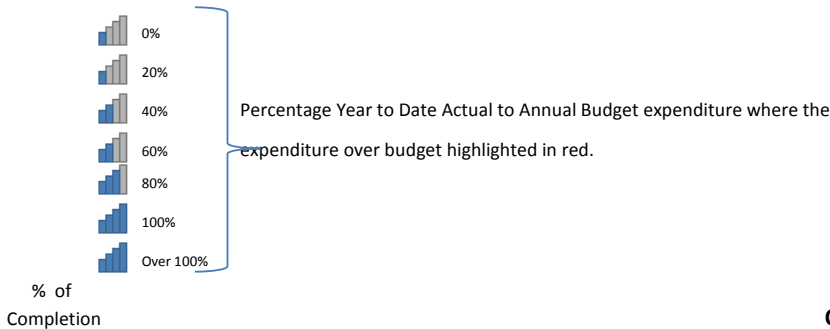 0%
20%
40%
Percentage Year to Date Actual to Annual Budget expenditure where the
60%
expenditure over budget highlighted in red.
80%
100%
Over 100%
% of
Completion